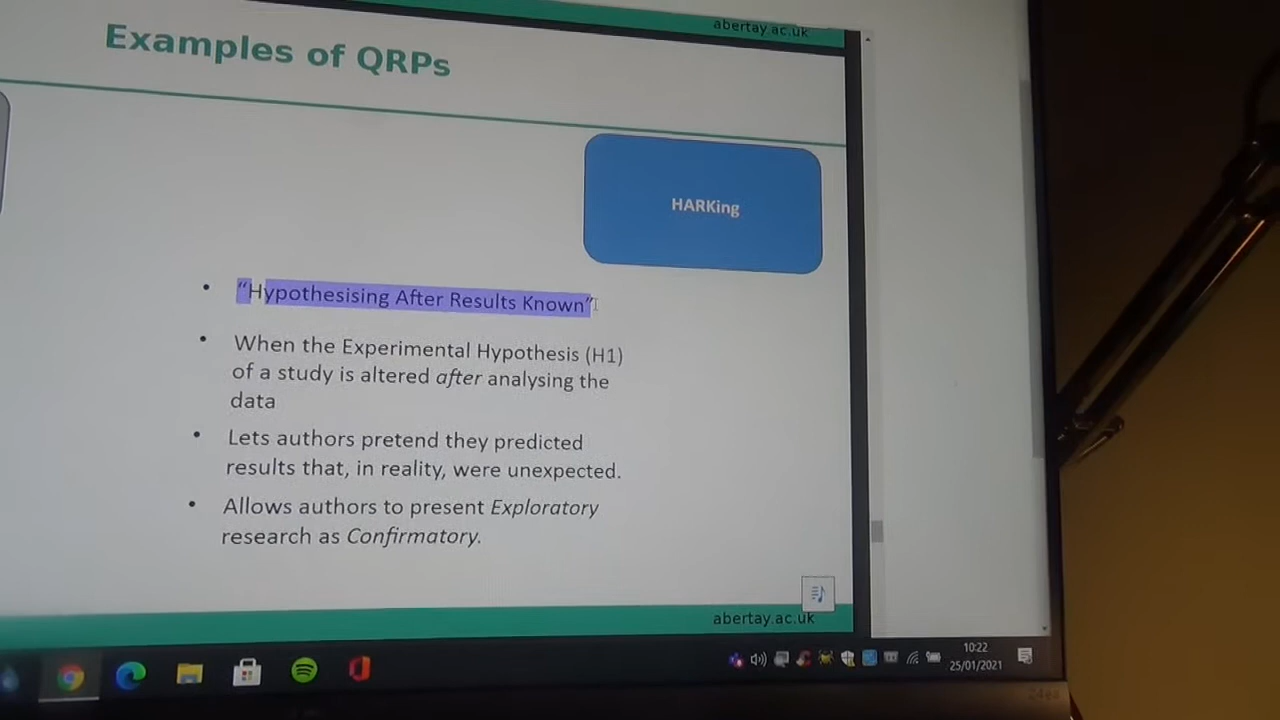 abertay.ac.uk
Examples of QRPs
HARKing
• "Hypothesising After Results Known"
• When the Experimental Hypothesis (H1)
of a study is altered after analysing the
data
• Lets authors pretend they predicted
results that, in reality, were unexpected.
• Allows authors to present Exploratory
research as Confirmatory.
abertay.ac.uk
10:22
25/01/2021